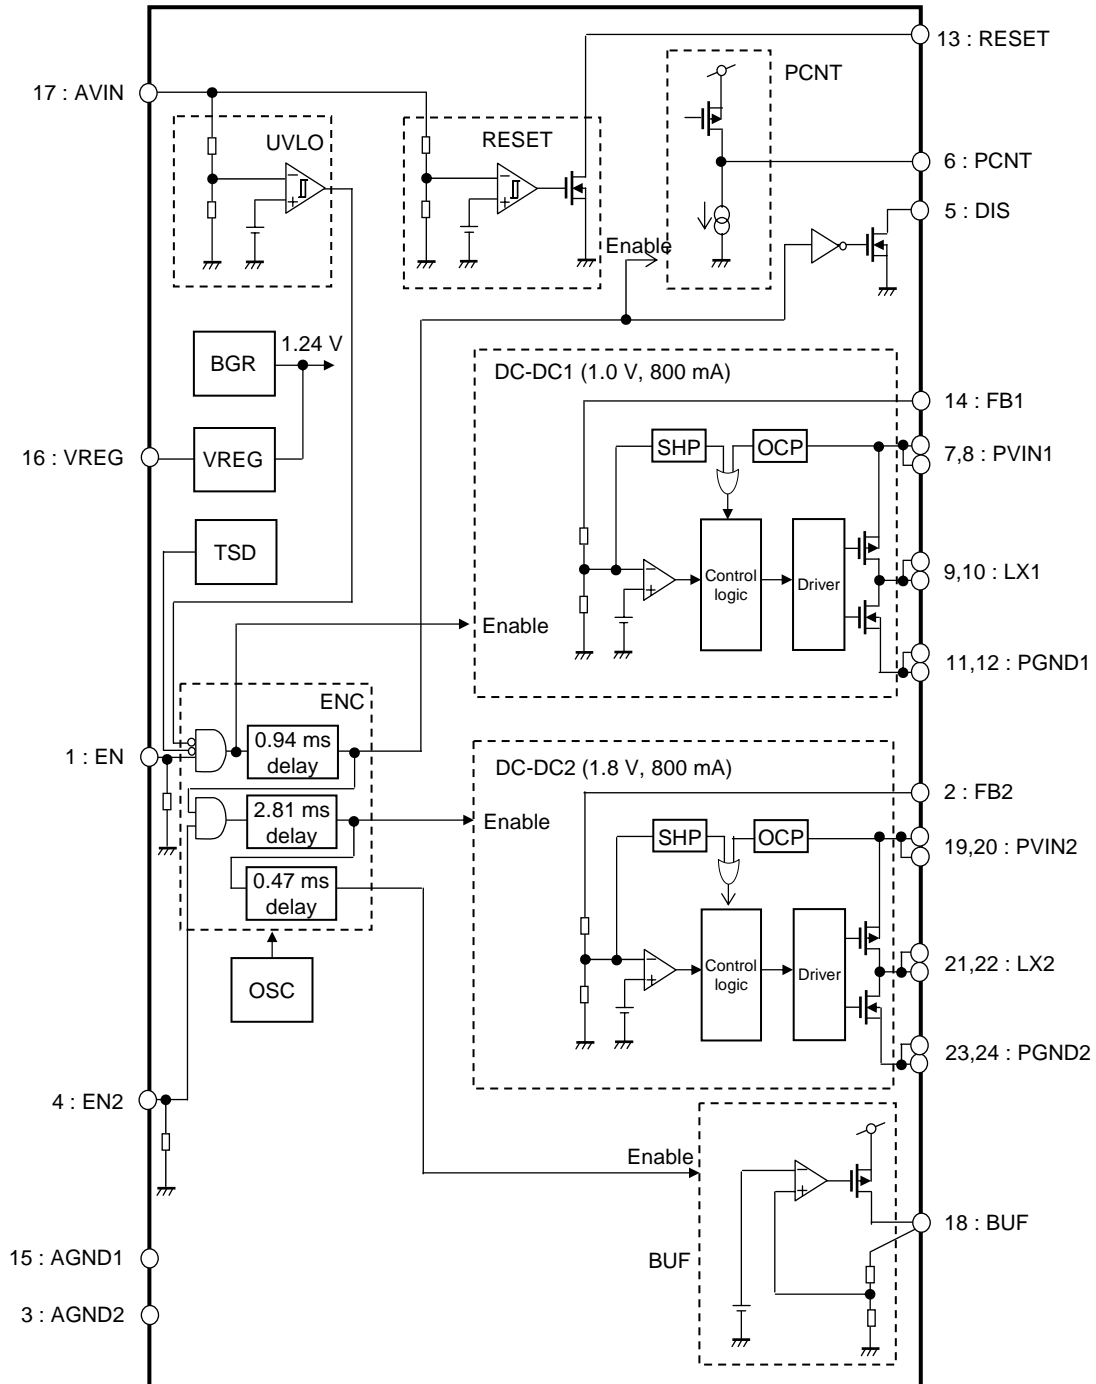 13 : RESET
PCNT
17 : AVIN
UVLO
RESET
6 : PCNT
5 : DIS
Enable
BGR
1.24 V
DC-DC1 (1.0 V, 800 mA)
14 : FB1
SHP
OCP
7,8 : PVIN1
16 : VREG
VREG
TSD
Control
logic
Driver
9,10 : LX1
Enable
11,12 : PGND1
ENC
0.94 ms
delay
1 : EN
DC-DC2 (1.8 V, 800 mA)
2 : FB2
2.81 ms
delay
Enable
SHP
OCP
19,20 : PVIN2
0.47 ms
delay
Control
logic
Driver
21,22 : LX2
OSC
23,24 : PGND2
4 : EN2
Enable
18 : BUF
15 : AGND1
BUF
3 : AGND2